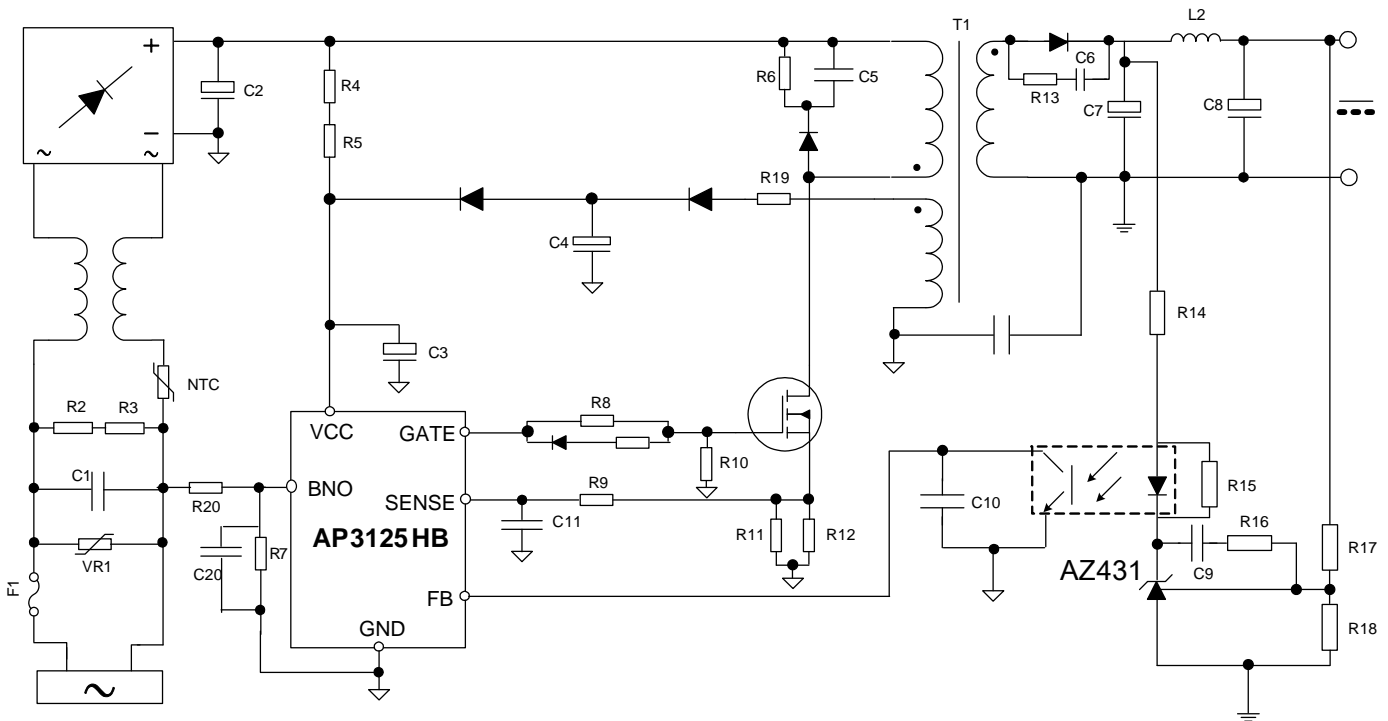 T1
L2
+
C2
R4
R6
C5
R13
C6
C7
C8
−
~
~
R5
R19
C4
R14
C3
NTC
R2
R3
VCC
GATE
R8
R10
C1
R20
BNO
SENSE
R9
C11
R11
R12
C10
R15
R16
AP3125HB
VR1
C20
R7
AZ431
C9
R17
F1
FB
GND
R18
~